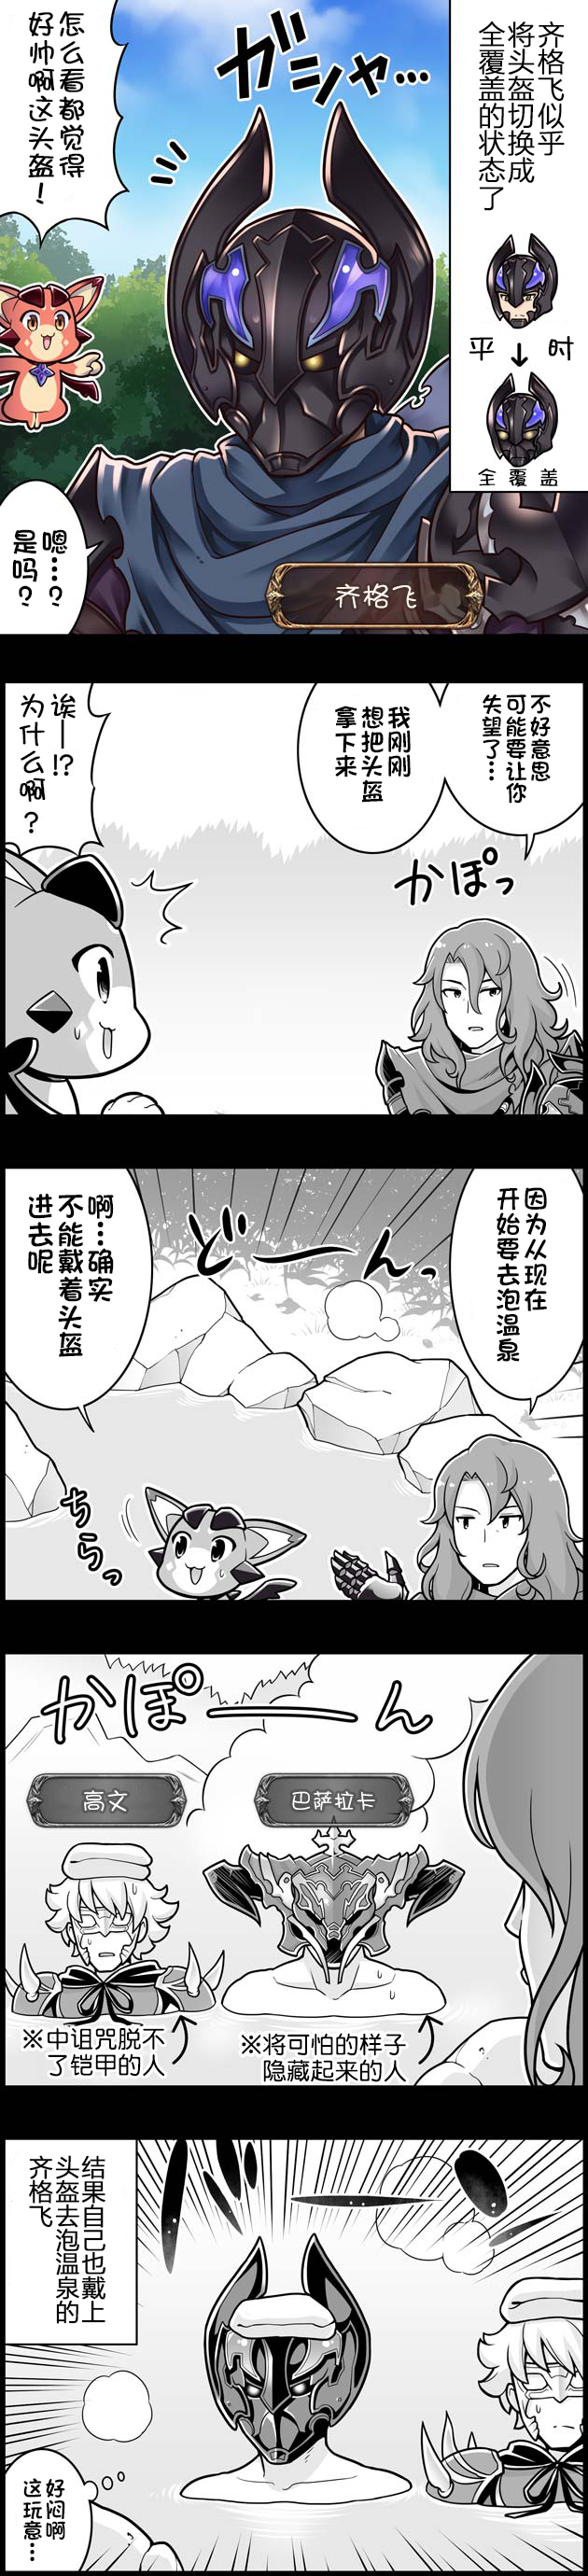 齐格飞似乎
将头盔切换成
全覆盖的状态了
平 ↓ 时
全覆盖
ガシャ…
怎么看都觉得
好帅啊这头盔！
嗯…？
是吗？
齐格飞
不好意思
可能要让你
失望了…
我刚刚
想把头盔
拿下来
诶—!?
为什么啊？
かぽっ
因为从现在
开始要去泡温泉
どーんっ
啊…确实
不能戴着头盔
进去呢
ちらっ
かぽーーん
巴萨拉卡
高文
※将可怕的样子
隐藏起来的人
※中诅咒脱不
了铠甲的人
结果自己也戴上
头盔去泡温泉的
齐格飞
好闷啊
这玩意…